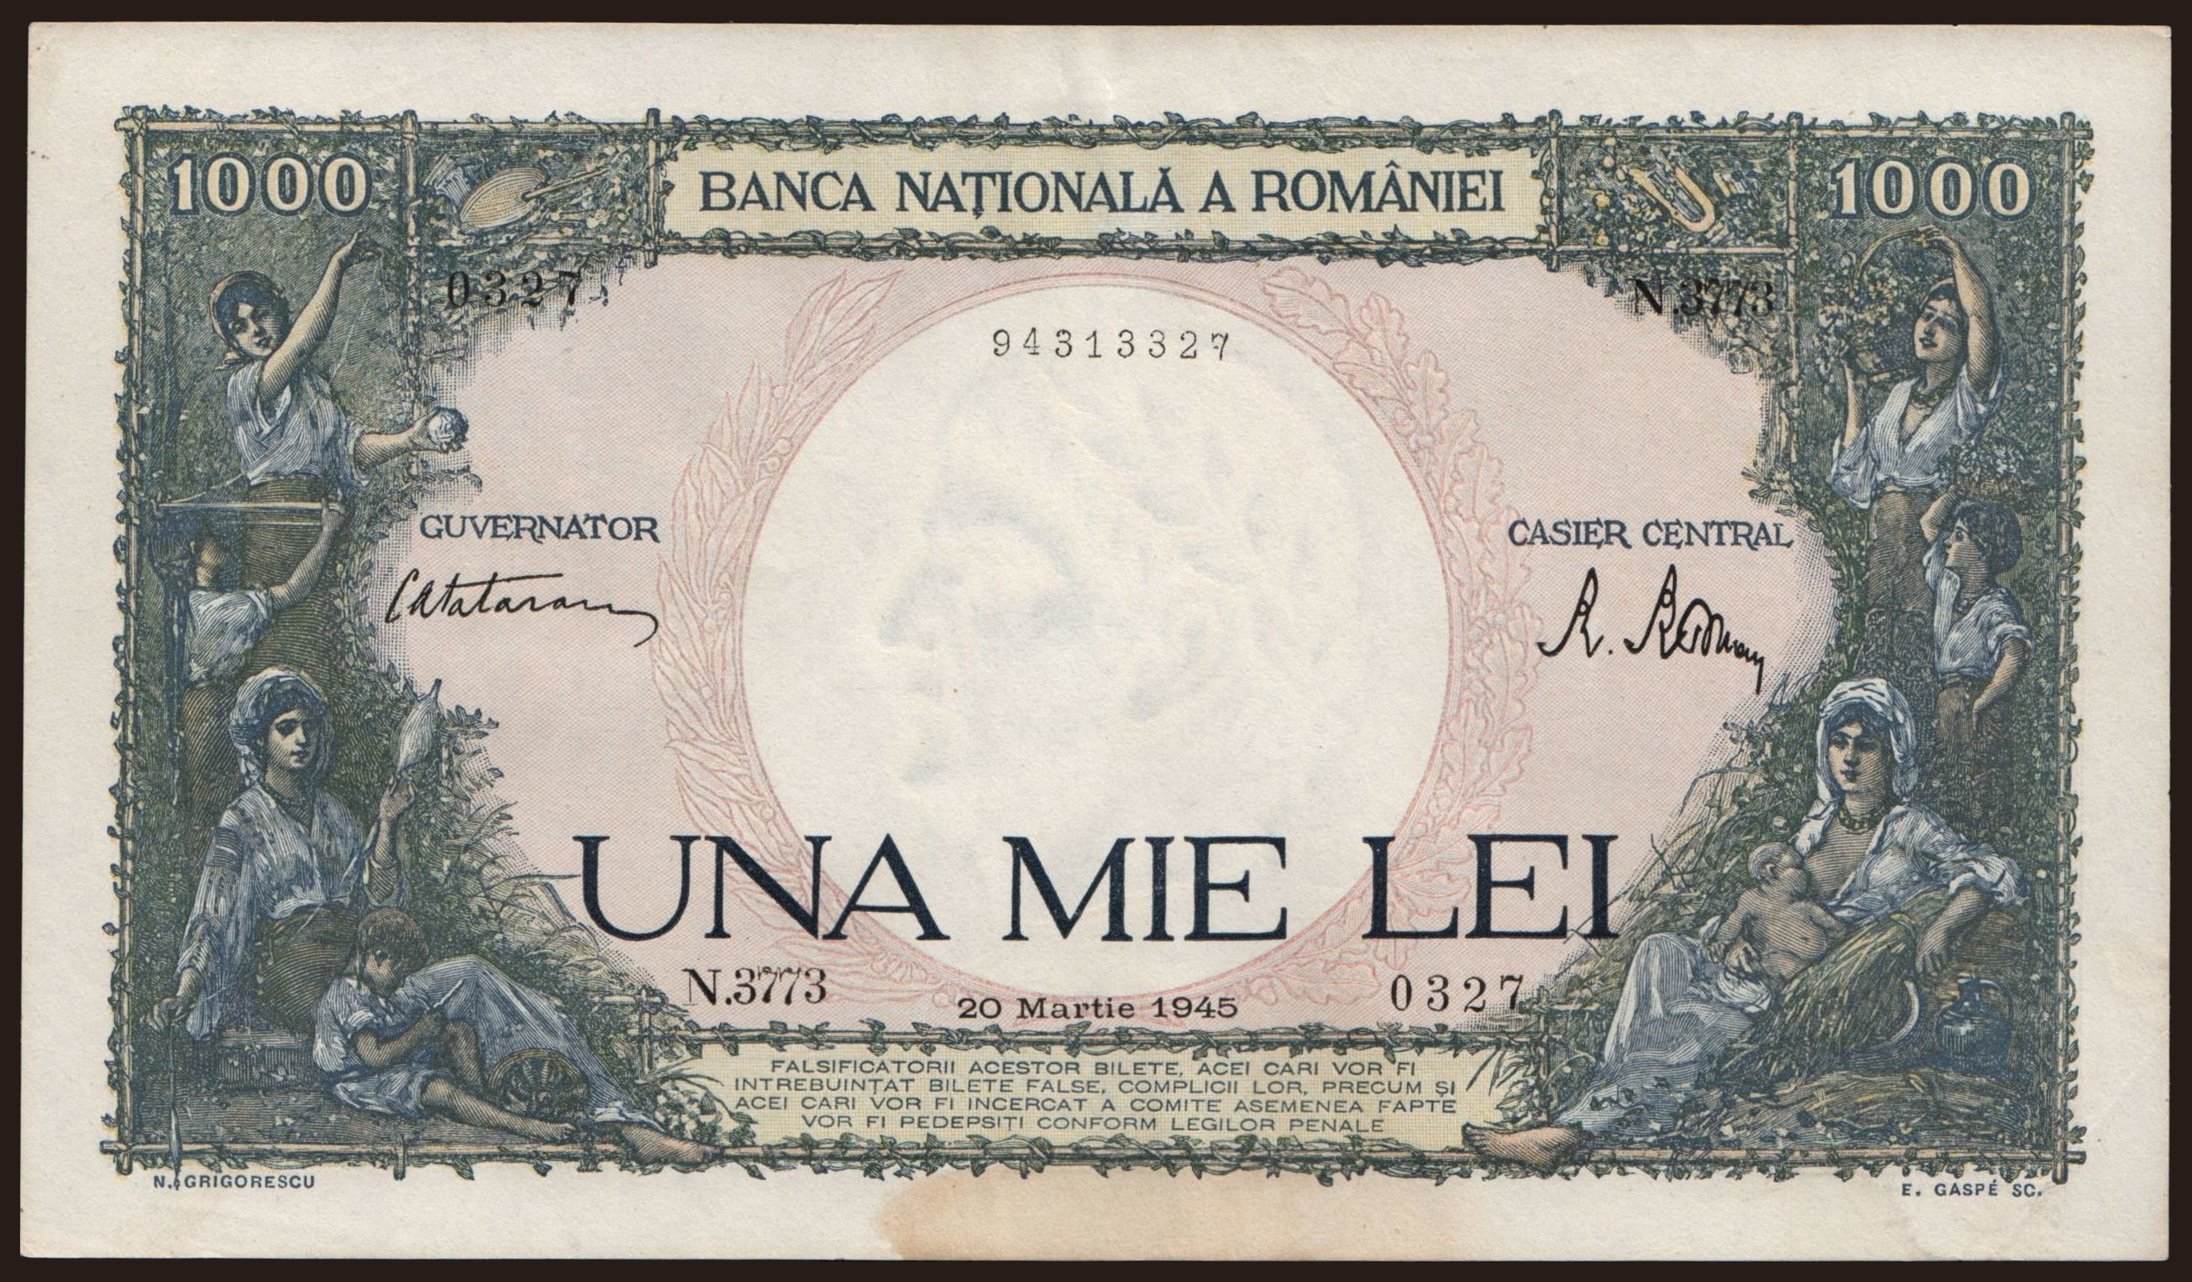 1000
BANCA NAȚIONALĂ A ROMÂNIEI
1000
0327
N.3773
94313327
GUVERNATOR
CASIER CENTRAL
UNA MIE LEI
N.3773
20 Martie 1945
0327
FALSIFICATORII ACESTOR BILETE, ACEI CARI VOR FI
INTREBUINȚAT BILETE FALSE, COMPLICII LOR, PRECUM ȘI
ACEI CARI VOR FI INCERCAT A COMITE ASEMENEA FAPTE
VOR FI PEDEPSIȚI CONFORM LEGILOR PENALE
N. GRIGORESCU
E. GASPÉ SC.